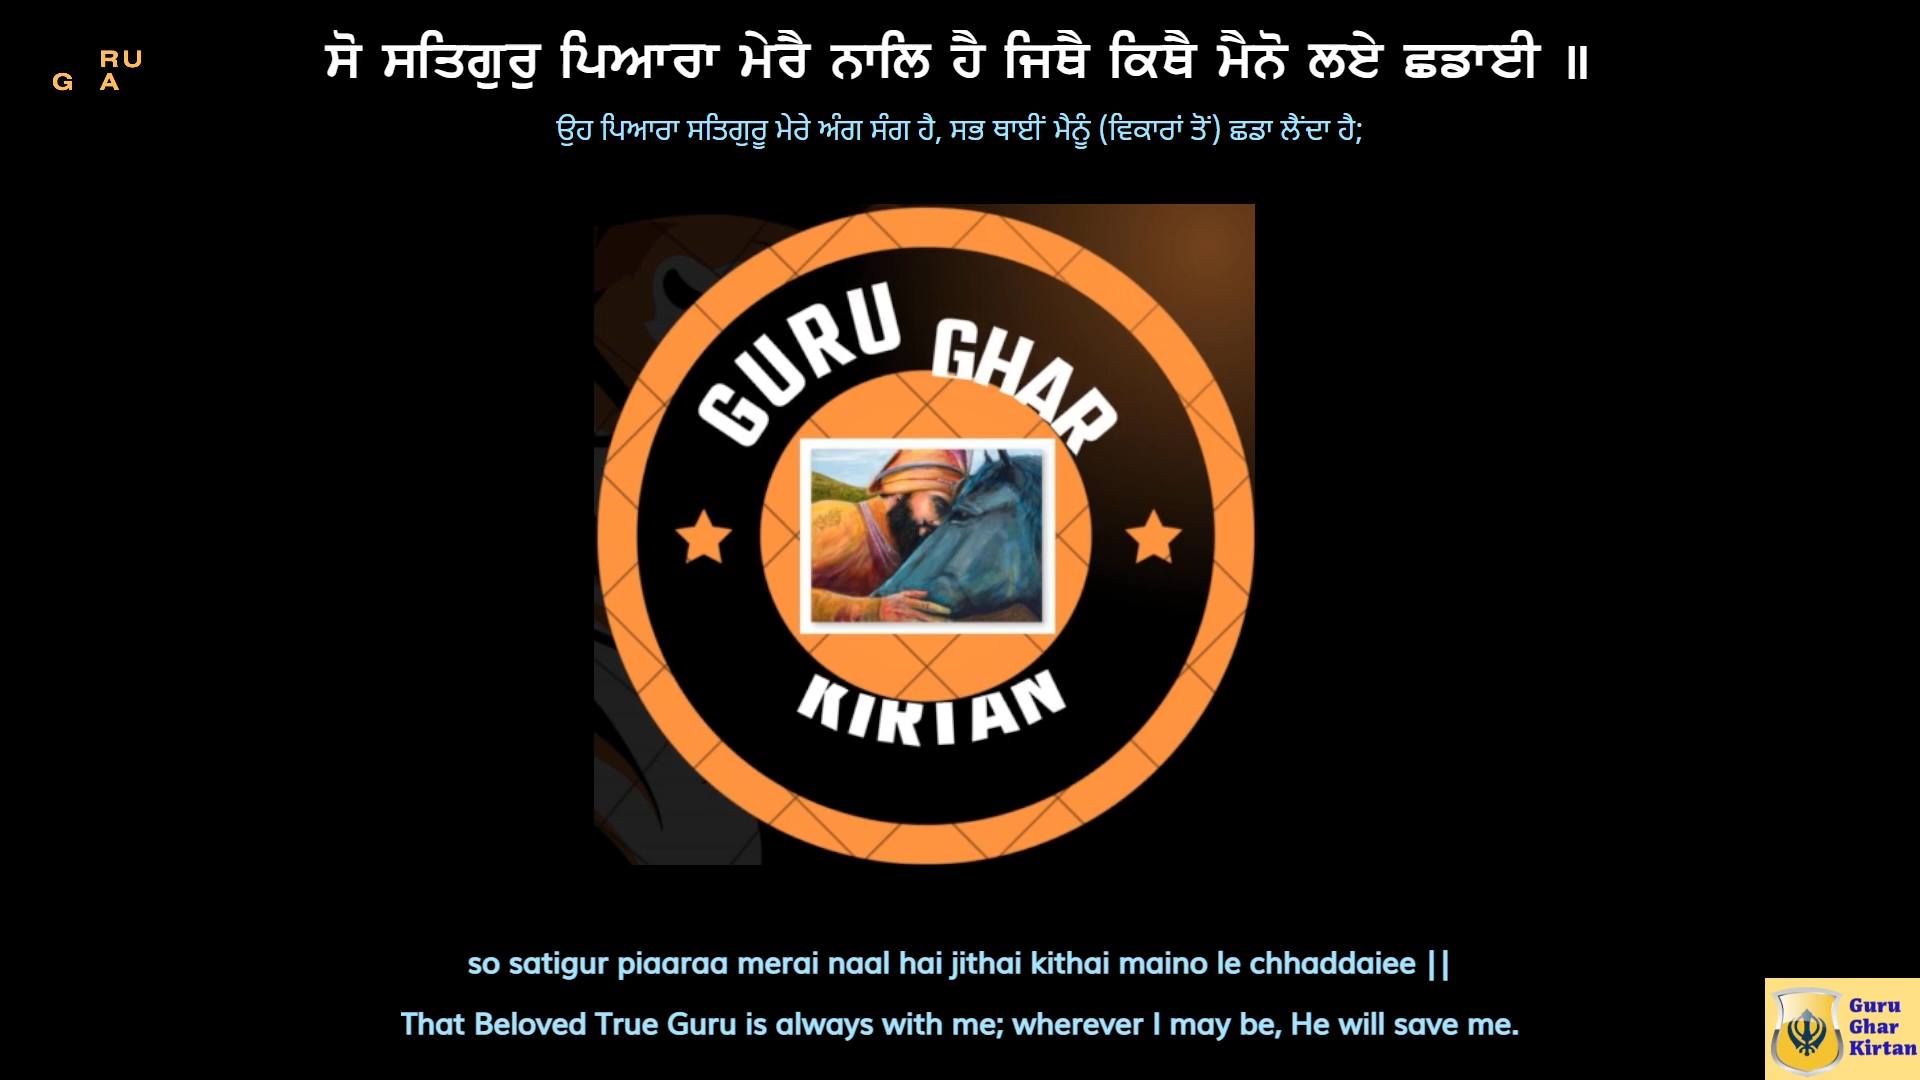 RU
G A
ਸੋ ਸਤਿਗੁਰੁ ਪਿਆਰਾ ਮੇਰੈ ਨਾਲਿ ਹੈ ਜਿਥੈ ਕਿਥੈ ਮੈਨੋ ਲਏ ਛਡਾਈ ॥
ਉਹ ਪਿਆਰਾ ਸਤਿਗੁਰੂ ਮੇਰੇ ਅੰਗ ਸੰਗ ਹੈ, ਸਭ ਥਾਈਂ ਮੈਨੂੰ (ਵਿਕਾਰਾਂ ਤੋਂ) ਛਡਾ ਲੈਂਦਾ ਹੈ;
GURU GHAR
KIRTAN
so satigur piaaraa merai naal hai jithai kithai maino le chhaddaiee ||
That Beloved True Guru is always with me; wherever I may be, He will save me.
Guru
Ghar
Kirtan